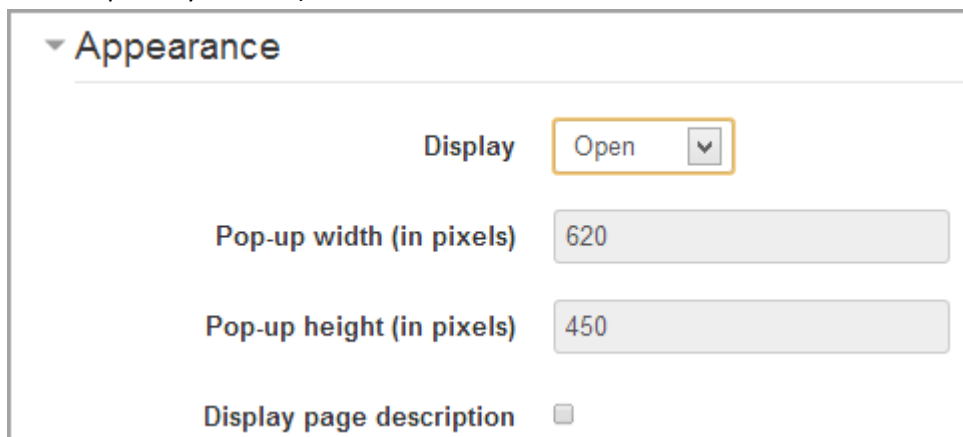 Appearance
Display Open
Pop-up width (in pixels) 620
Pop-up height (in pixels) 450
Display page description